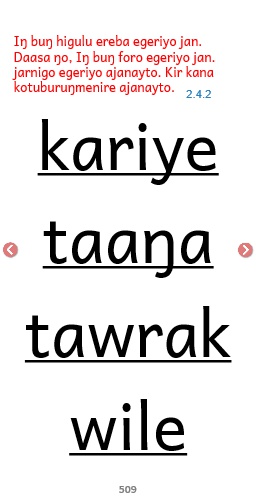 Iŋ buŋ higulu ereba egeriyo jan.
Daasa ŋo, Iŋ buŋ foro egeriyo jan.
jarnigo egeriyo ajanayto. Kir kana
kotuburuŋmenire ajanayto.
2.4.2
kariye
taaŋa
tawrak
wile
509